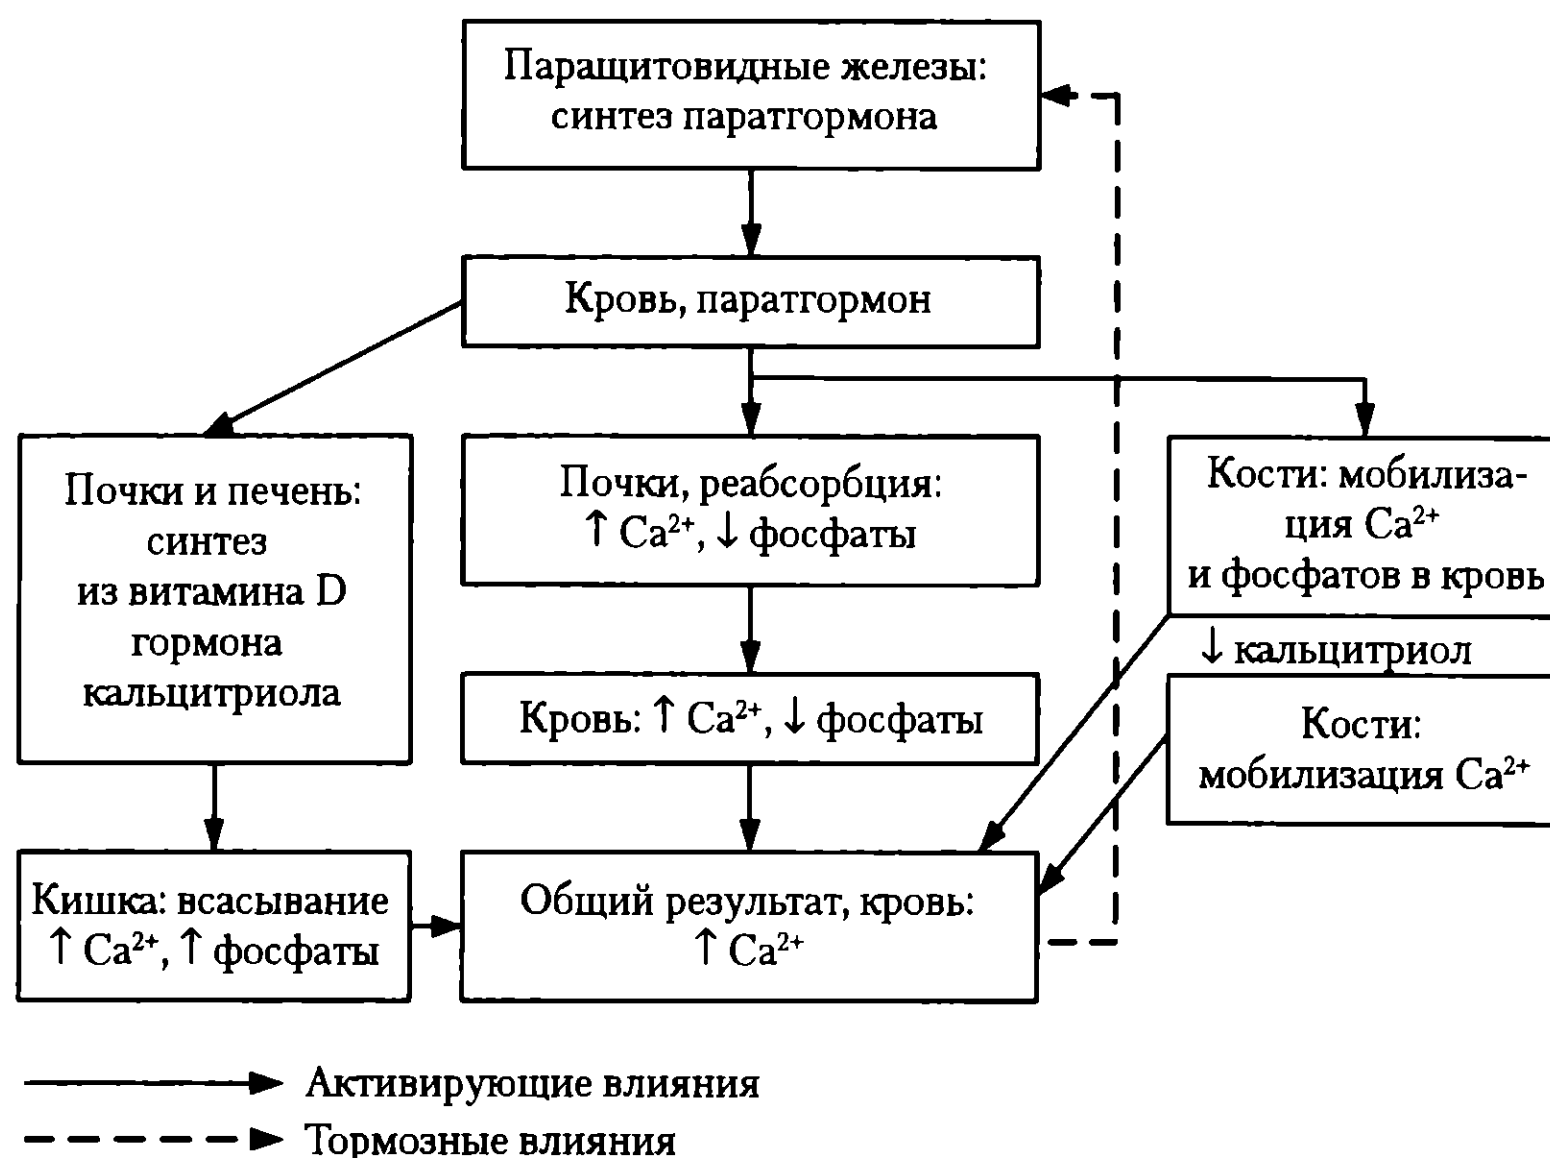 Паращитовидные железы:
синтез паратгормона
Кровь, паратгормон
Почки и печень:
синтез
из витамина D
гормона
кальцитриола
Почки, реабсорбция:
↑ Ca²⁺, ↓ фосфаты
Кости: мобилиза-
ция Ca²⁺
и фосфатов в кровь
↓ кальцитриол
Кровь: ↑ Ca²⁺, ↓ фосфаты
Кости:
мобилизация Ca²⁺
Кишка: всасывание
↑ Ca²⁺, ↑ фосфаты
Общий результат, кровь:
↑ Ca²⁺
Активирующие влияния
Тормозные влияния